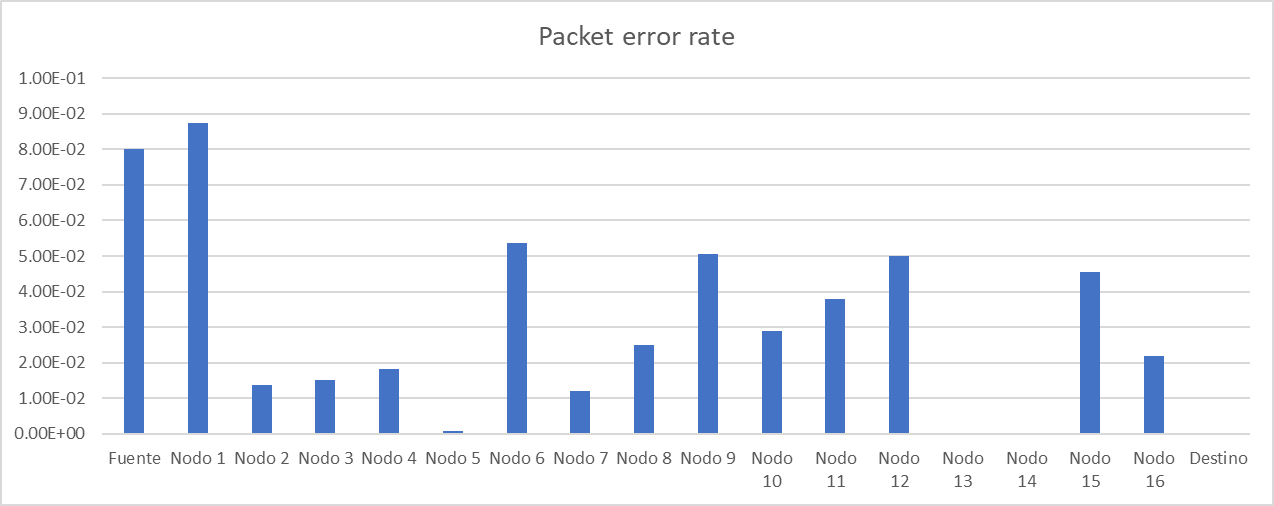 Packet error rate
1.00E-01
9.00E-02
8.00E-02
7.00E-02
6.00E-02
5.00E-02
4.00E-02
3.00E-02
2.00E-02
1.00E-02
0.00E+00
Fuente Nodo 1 Nodo 2 Nodo 3 Nodo 4 Nodo 5 Nodo 6 Nodo 7 Nodo 8 Nodo 9 Nodo Nodo Nodo Nodo Nodo Nodo Nodo Destino
10 11 12 13 14 15 16